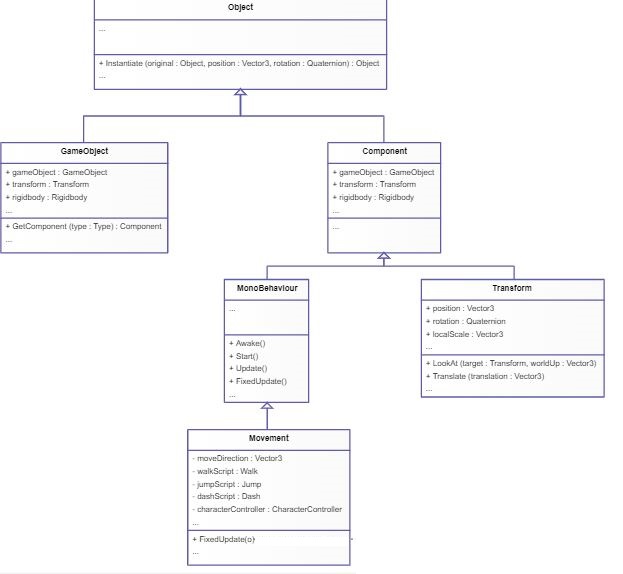 Object
...
+ Instantiate (original : Object, position : Vector3, rotation : Quaternion) : Object
...
GameObject
+ gameObject : GameObject
+ transform : Transform
+ rigidbody : Rigidbody
...
+ GetComponent (type : Type) : Component
...
Component
+ gameObject : GameObject
+ transform : Transform
+ rigidbody : Rigidbody
...
...
MonoBehaviour
...
+ Awake()
+ Start()
+ Update()
+ FixedUpdate()
...
Transform
+ position : Vector3
+ rotation : Quaternion
+ localScale : Vector3
...
+ LookAt (target : Transform, worldUp : Vector3)
+ Translate (translation : Vector3)
...
Movement
- moveDirection : Vector3
- walkScript : Walk
- jumpScript : Jump
- dashScript : Dash
- characterController : CharacterController
...
+ FixedUpdate(o)
...